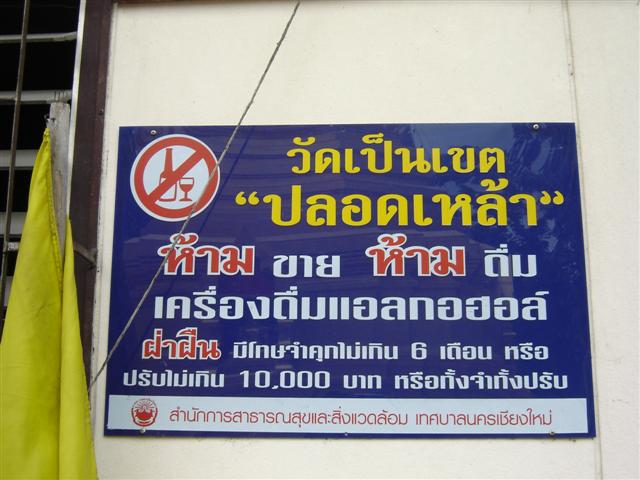 วัดเป็นเขต
“ปลอดเหล้า”
ห้าม ขาย ห้าม ดื่ม
เครื่องดื่มแอลกอฮอล์
ฝ่าฝืน มีโทษจำคุกไม่เกิน 6 เดือน หรือ
ปรับไม่เกิน 10,000 บาท หรือทั้งจำทั้งปรับ
สำนักการสาธารณสุขและสิ่งแวดล้อม เทศบาลนครเชียงใหม่